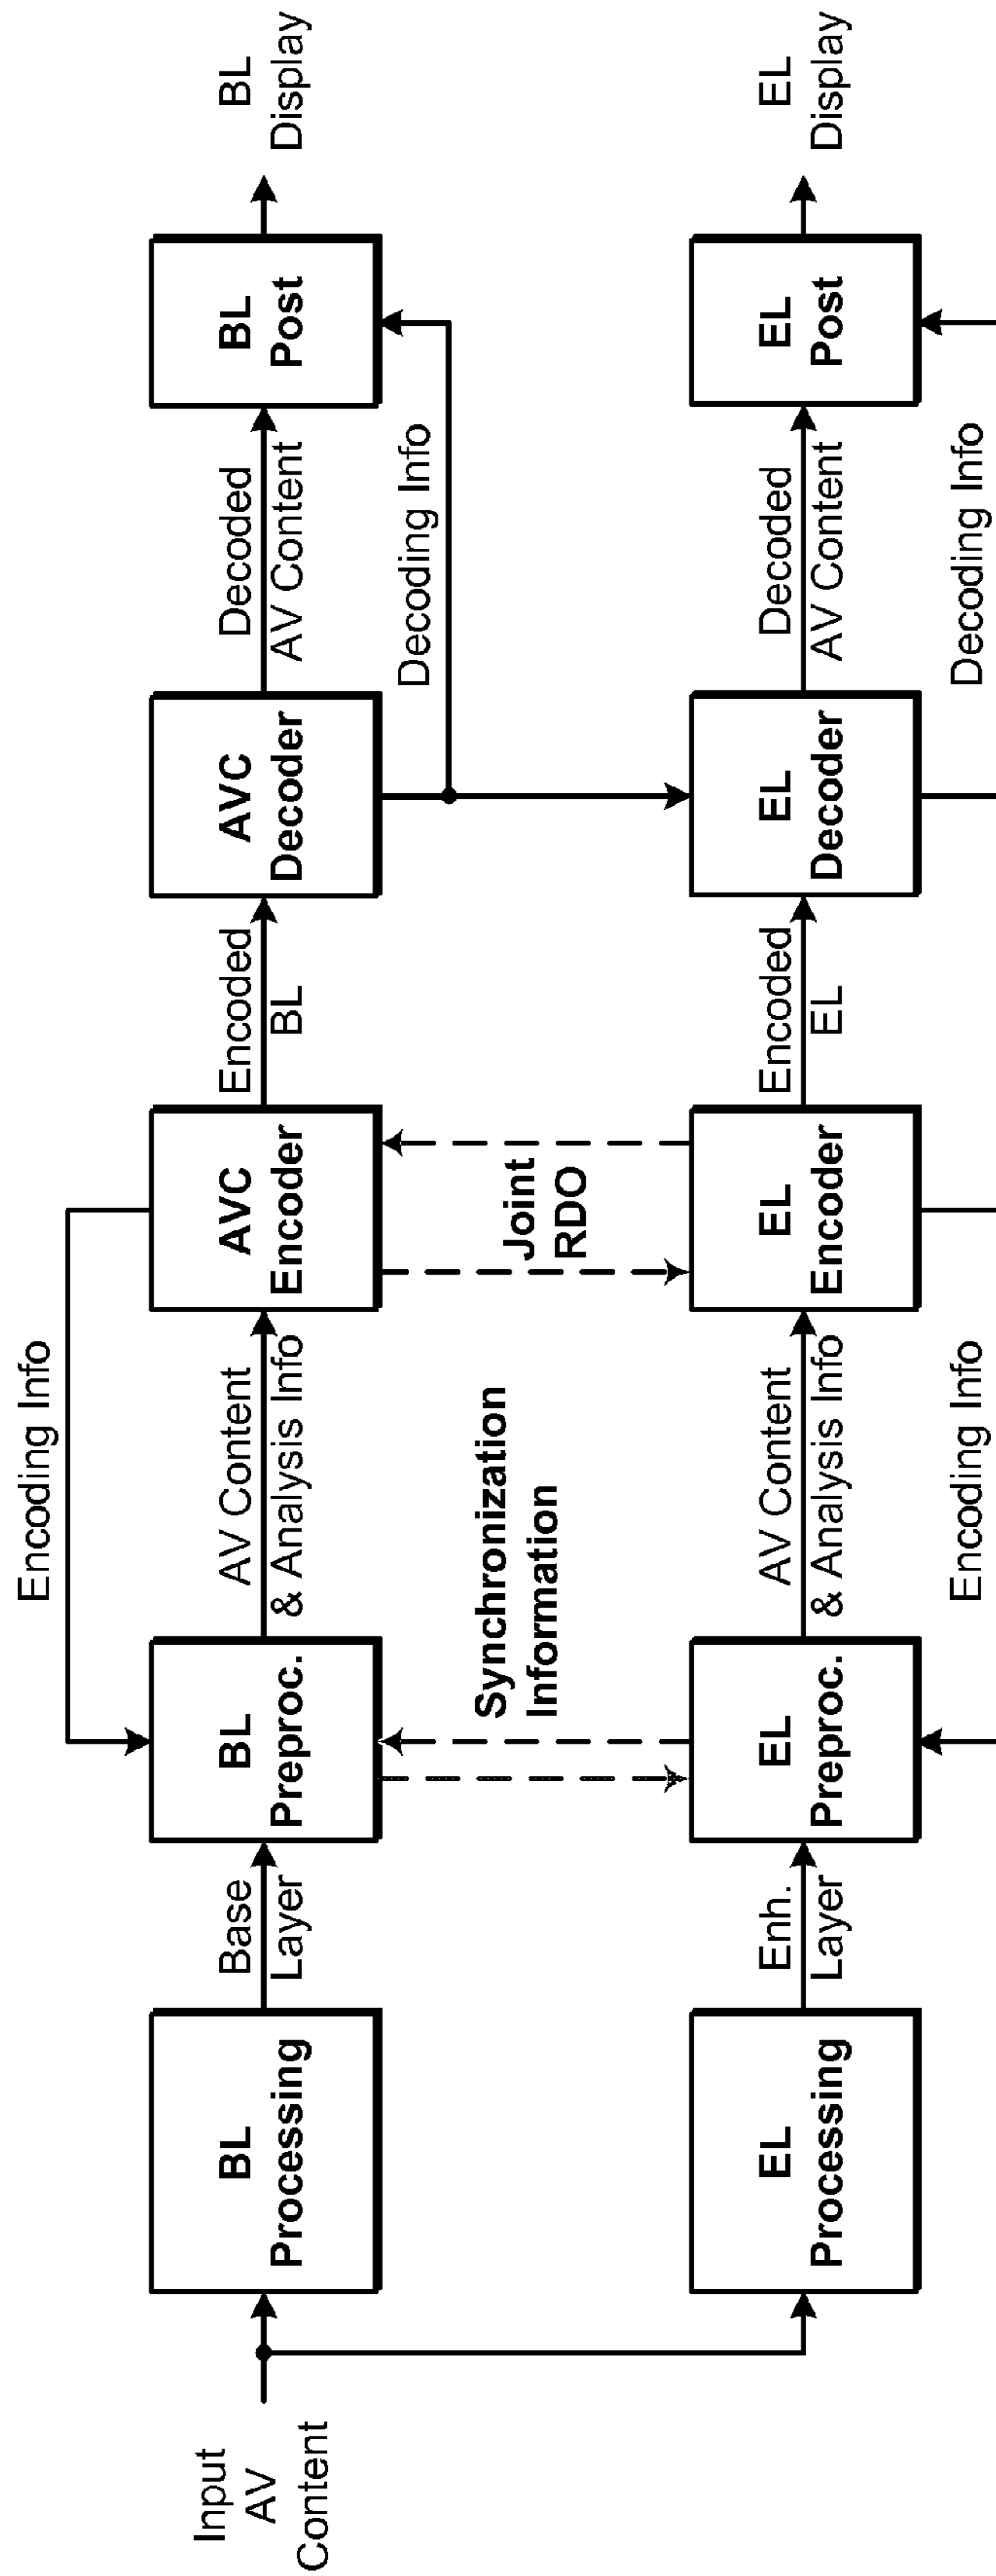 Encoding Info
Input
AV
Content
BL
Processing
Base
Layer
BL
Preproc.
AV Content
& Analysis Info
AVC
Encoder
Encoded
BL
AVC
Decoder
Decoded
AV Content
BL
Post
BL
Display
Decoding Info
Synchronization
Information
Joint
RDO
EL
Processing
Enh.
Layer
EL
Preproc.
AV Content
& Analysis Info
EL
Encoder
Encoded
EL
EL
Decoder
Decoded
AV Content
EL
Post
EL
Display
Encoding Info
Decoding Info